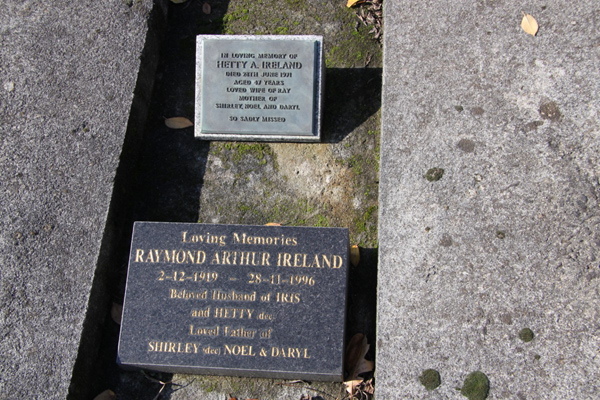 IN LOVING MEMORY OF
HETTY A. IRELAND
DIED 28TH JUNE 1971
AGED 47 YEARS
LOVED WIFE OF RAY
MOTHER OF
SHIRLEY, NOEL AND DARYL
SO SADLY MISSED
Loving Memories
RAYMOND ARTHUR IRELAND
2-12-1919 – 28-11-1996
Beloved Husband of IRIS
and HETTY dec
Loved Father of
SHIRLEY (dec) NOEL & DARYL